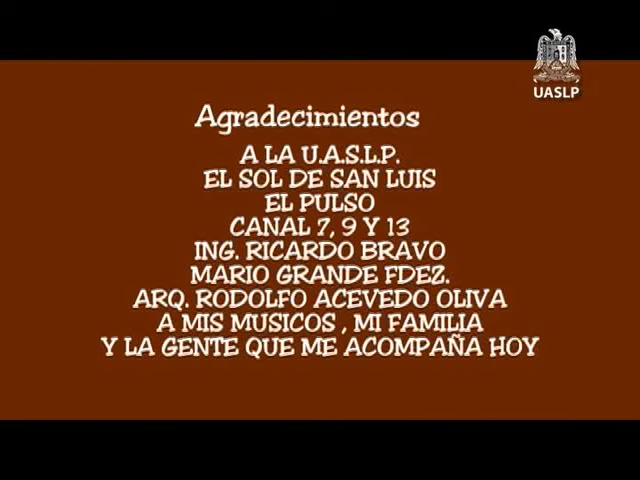 UASLP
Agradecimientos
A LA U.A.S.L.P.
EL SOL DE SAN LUIS
EL PULSO
CANAL 7, 9 Y 13
ING. RICARDO BRAVO
MARIO GRANDE FDEZ.
ARQ. RODOLFO ACEVEDO OLIVA
A MIS MUSICOS , MI FAMILIA
Y LA GENTE QUE ME ACOMPAÑA HOY